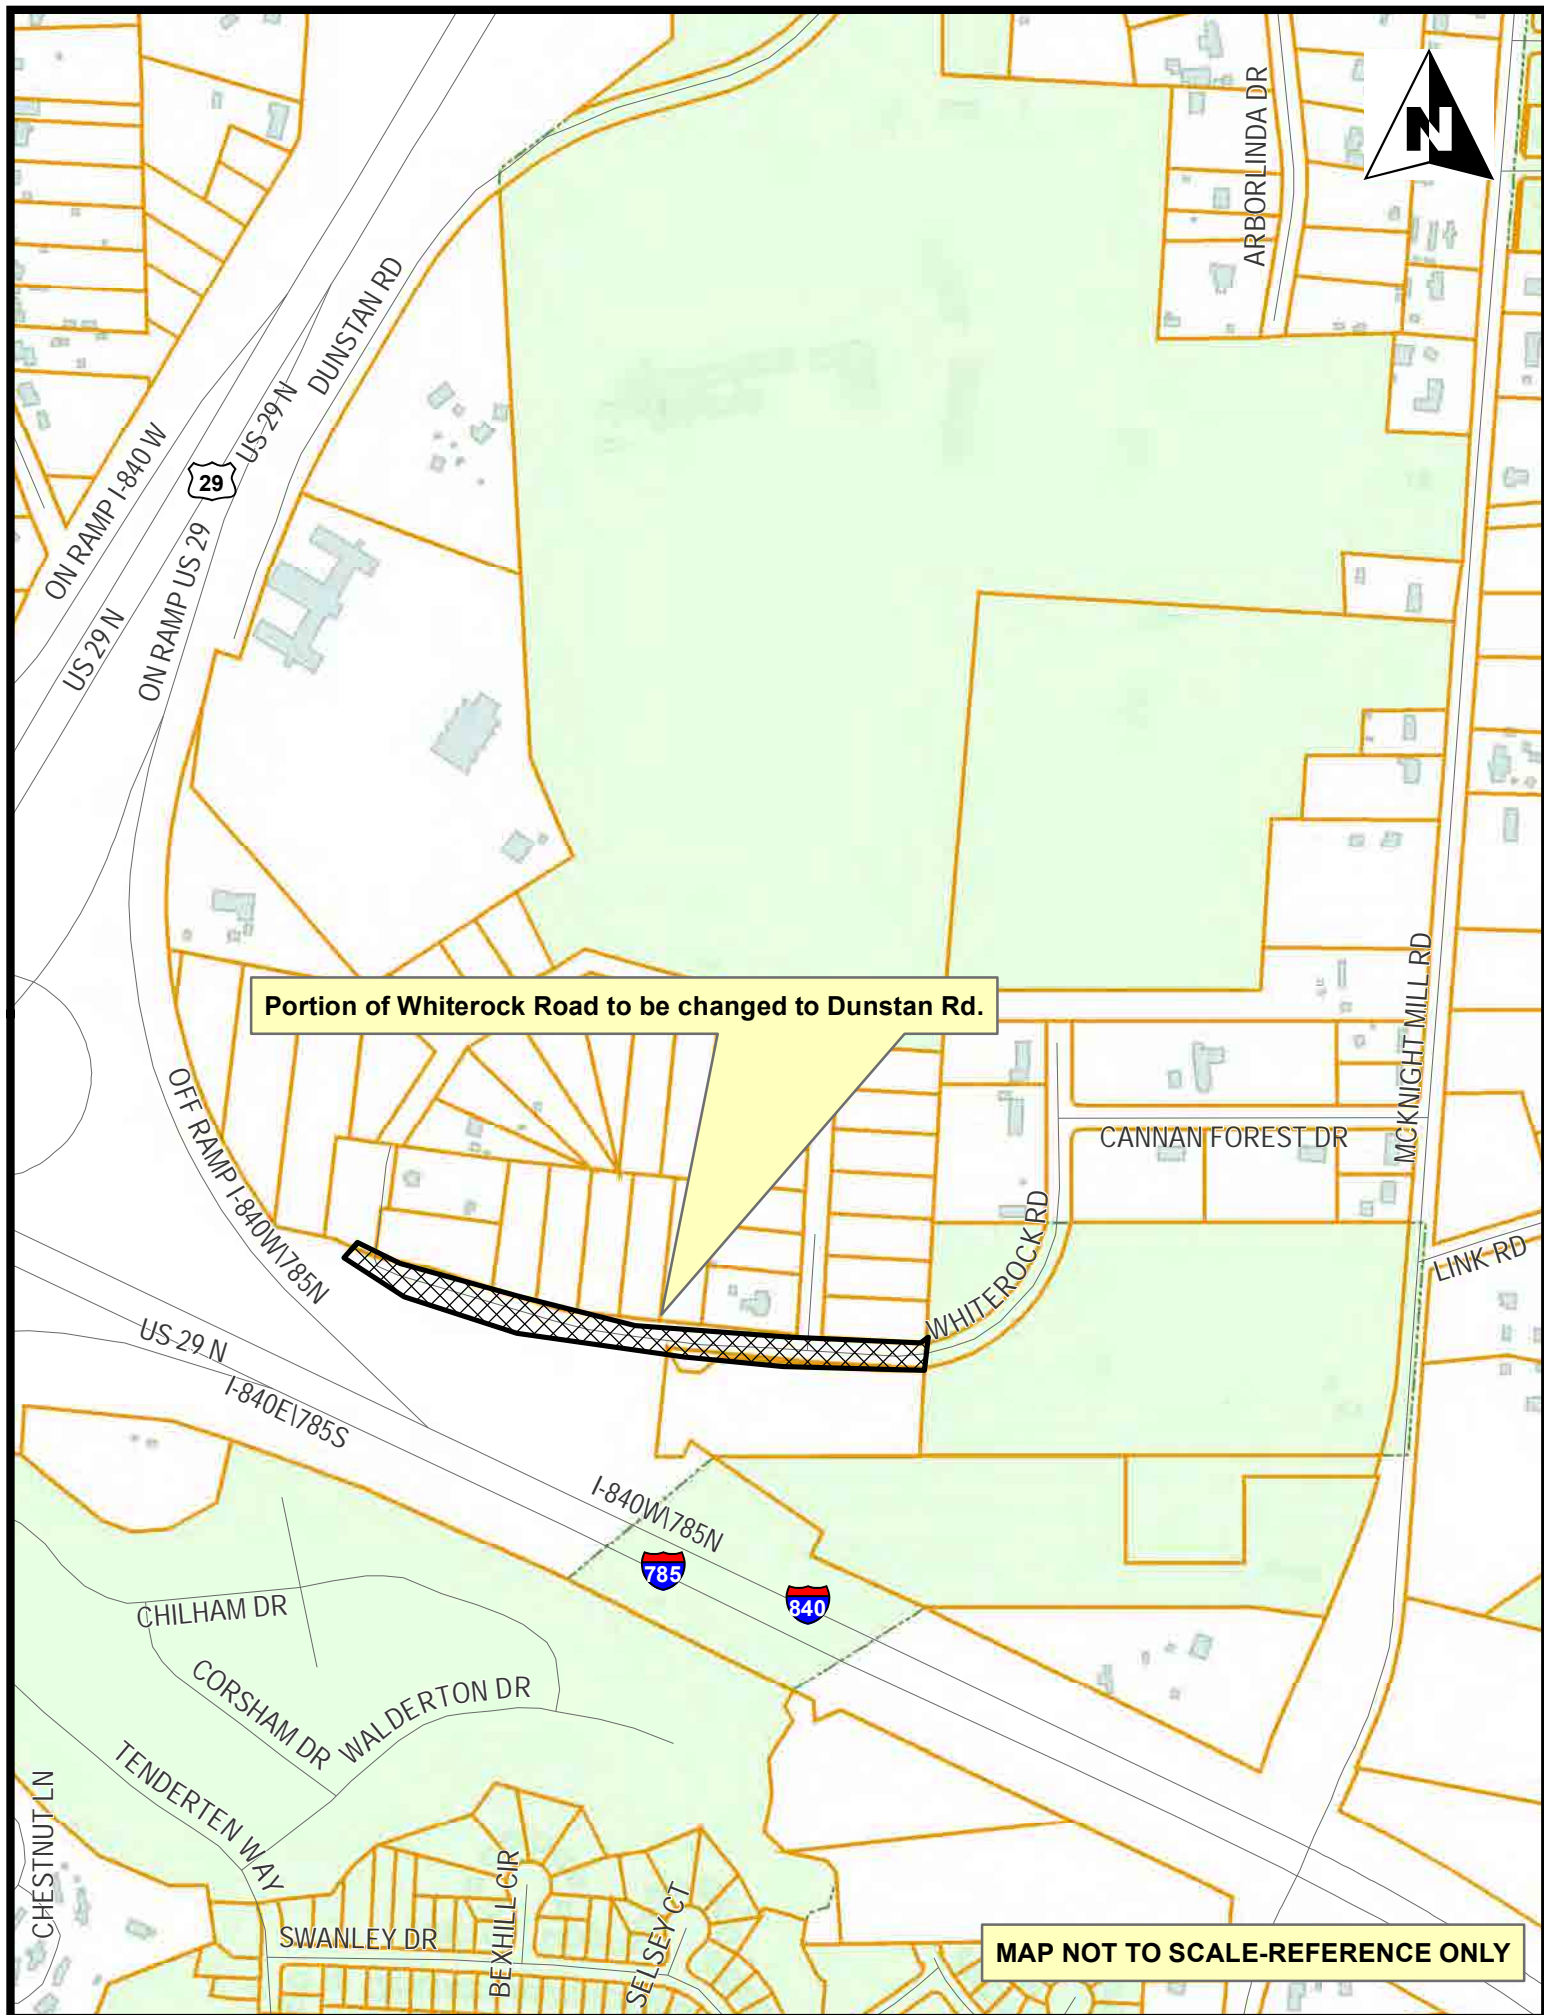 ARBORLINDA DR
N
DUNSTAN RD
US 29 N
29
ON RAMP I-840 W
US 29 N
ON RAMP US 29
MCKNIGHT MILL RD
Portion of Whiterock Road to be changed to Dunstan Rd.
OFF RAMP I-840W\785N
CANNAN FOREST DR
WHITEROCK RD
LINK RD
US 29 N
I-840E\785S
I-840W\785N
785
840
CHILHAM DR
CORSHAM DR
WALDERTON DR
TENDERTEN WAY
CHESTNUT LN
SWANLEY DR
BEXHILL CIR
SELSEY CT
MAP NOT TO SCALE-REFERENCE ONLY